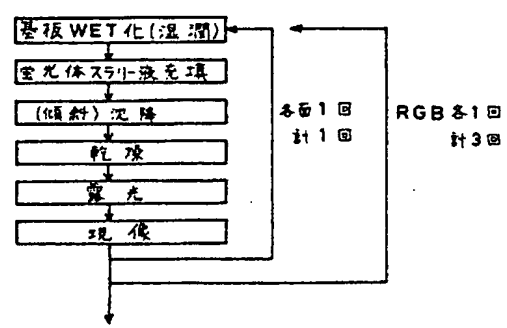 基板WET化(湿潤)
蛍光体スラリー液充填
(傾斜)沈降
乾燥
露光
現像
各面1回
計1回
RGB各1回
計3回